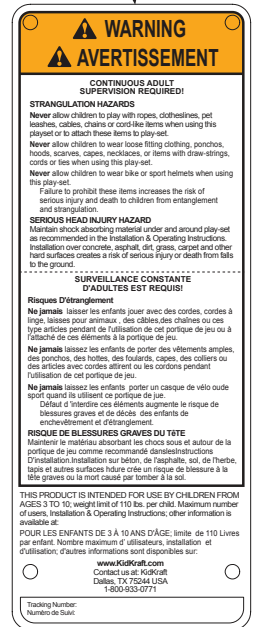 WARNING
AVERTISSEMENT
CONTINUOUS ADULT
SUPERVISION REQUIRED!
STRANGULATION HAZARDS
Never allow children to play with ropes, clotheslines, pet
leashes, cables, chains or cord-like items when using this
playset or to attach these items to play-set.
Never allow children to wear loose fitting clothing, ponchos,
hoods, scarves, capes, necklaces, or items with draw-strings,
cords or ties when using this play-set.
Never allow children to wear bike or sport helmets when using
this play-set.
Failure to prohibit these items increases the risk of
serious injury and death to children from entanglement
and strangulation.
SERIOUS HEAD INJURY HAZARD
Maintain shock absorbing material under and around play-set
as recommended in the Installation & Operating Instructions.
Installation over concrete, asphalt, dirt, grass, carpet and other
hard surfaces creates a risk of serious injury or death from falls
to the ground.
SURVEILLANCE CONSTANTE
D'ADULTES EST REQUIS!
Risques D'étranglement
Ne jamais laisser les enfants jouer avec des cordes, cordes à
linge, laisses pour animaux , des câbles,des chaînes ou ces
type articles pendant de l'utilisation de cet portique de jeu ou à
l'attaché de ces éléments à la portique de jeu.
Ne jamais laissez les enfants de porter des vêtements amples,
des ponchos, des hottes, des foulards, capes, des colliers ou
des articles avec cordes attirent ou les cordon pendant
l'utilisation de cet portique de jeu.
Ne jamais laissez les enfants porter un casque de vélo oude
sport quand ils utilisent ce portique de jue.
Défaut d 'interdire ces éléments augmente le risque de
blessures graves et de décès des enfants de
enchevêtrement et d'étranglement.
RISQUE DE BLESSURES GRAVES DU TèTE
Maintenir le matériau absorbant les chocs sous et autour de la
portique de jeu comme recommandé danslesInstructions
D'installation.Installation sur béton, de l'asphalte, sol, de l'herbe,
tapis et autres surfaces hdure crée un risque de blessure à la
tête graves ou la mort causé par tomber à la sol.
THIS PRODUCT IS INTENDED FOR USE BY CHILDREN FROM
AGES 3 TO 10; weight limit of 110 lbs. per child. Maximum number
of users, Installation & Operating Instructions; other information is
available at:
POUR LES ENFANTS DE 3 À 10 ANS D'ÂGE; limite de 110 Livres
par enfant. Nombre maximum d' utilisateurs, installation et
d'utilisation; d'autres informations sont disponibles sur:
www.KidKraft.com
Contact us at: KidKraft
Dallas, TX 75244 USA
1-800-933-0771
Tracking Number:
Numéro de Suivi: